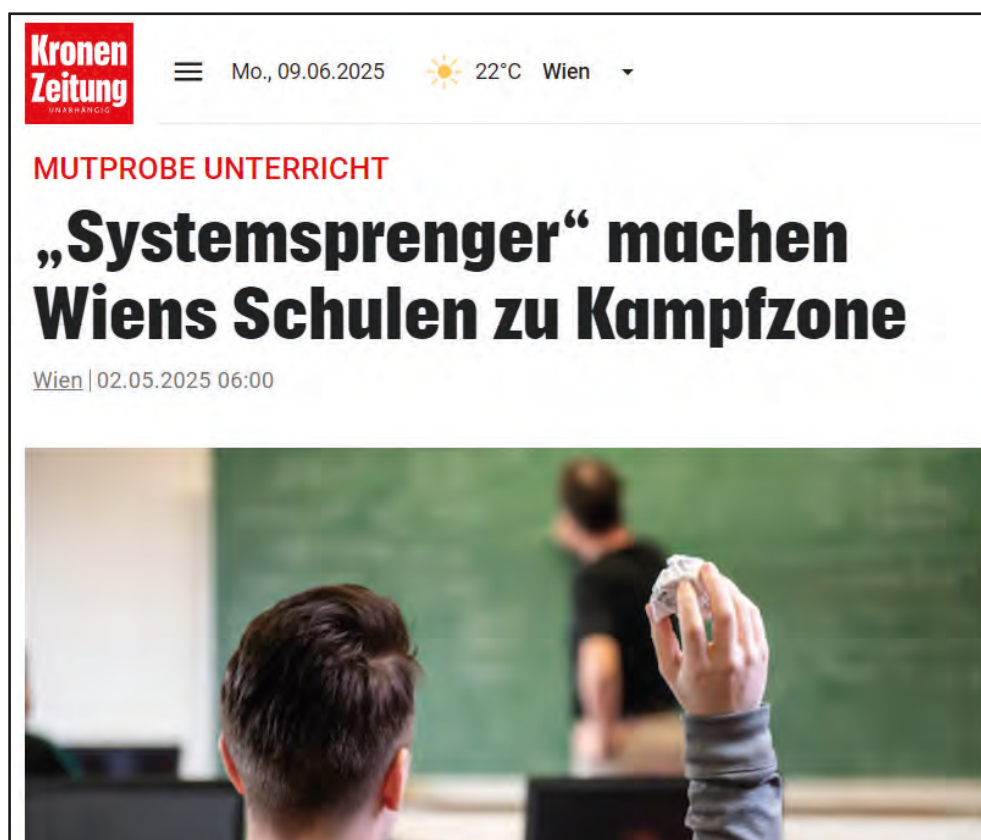 Kronen
Zeitung
UNABHÄNGIG
Mo., 09.06.2025 22°C Wien
MUTPROBE UNTERRICHT
„Systemsprenger“ machen
Wiens Schulen zu Kampfzone
Wien | 02.05.2025 06:00